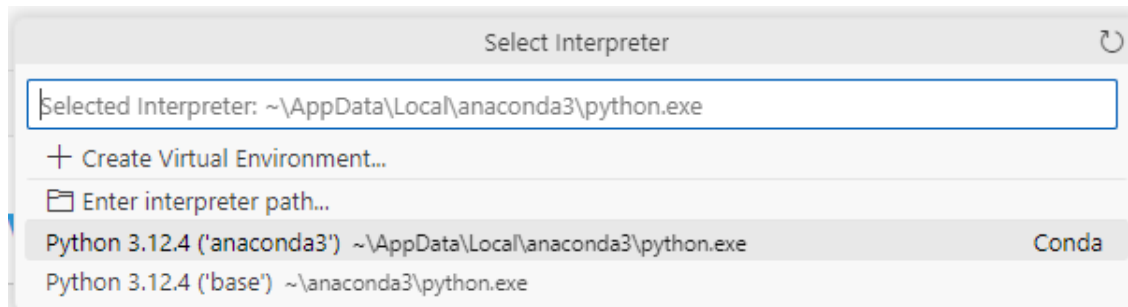 Select Interpreter
Selected Interpreter: ~\AppData\Local\anaconda3\python.exe
+ Create Virtual Environment...
Enter interpreter path...
Python 3.12.4 ('anaconda3') ~\AppData\Local\anaconda3\python.exe Conda
Python 3.12.4 ('base') ~\anaconda3\python.exe